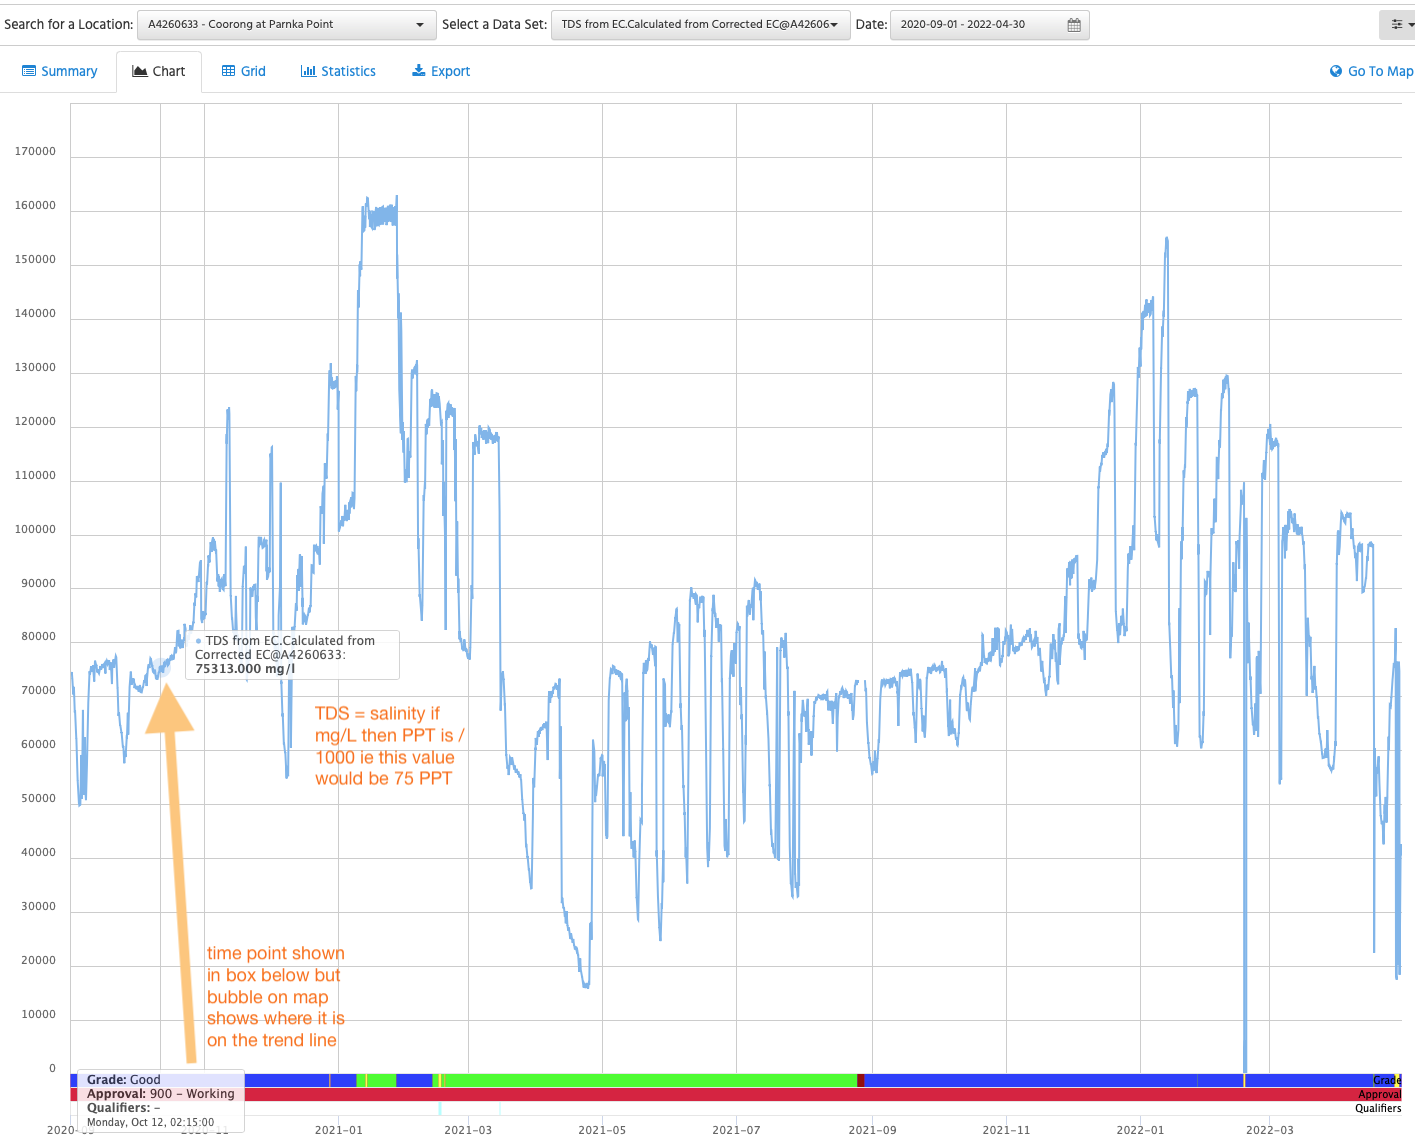 Search for a Location: A4260633 - Coorong at Parnka Point Select a Data Set: TDS from EC.Calculated from Corrected EC@A42606 Date: 2020-09-01 - 2022-04-30
Summary Chart Grid Statistics Export Go To Map
170000
160000
150000
140000
130000
120000
110000
100000
90000
80000
70000
60000
50000
40000
30000
20000
10000
0
TDS from EC.Calculated from
Corrected EC@A4260633:
75313.000 mg/l
TDS = salinity if
mg/L then PPT is /
1000 ie this value
would be 75 PPT
time point shown
in box below but
bubble on map
shows where it is
on the trend line
Grade: Good
Approval: 900 - Working
Qualifiers: -
Monday, Oct 12, 02:15:00
Grade
Approval
Qualifiers
2021-01 2021-03 2021-05 2021-07 2021-09 2021-11 2022-01 2022-03